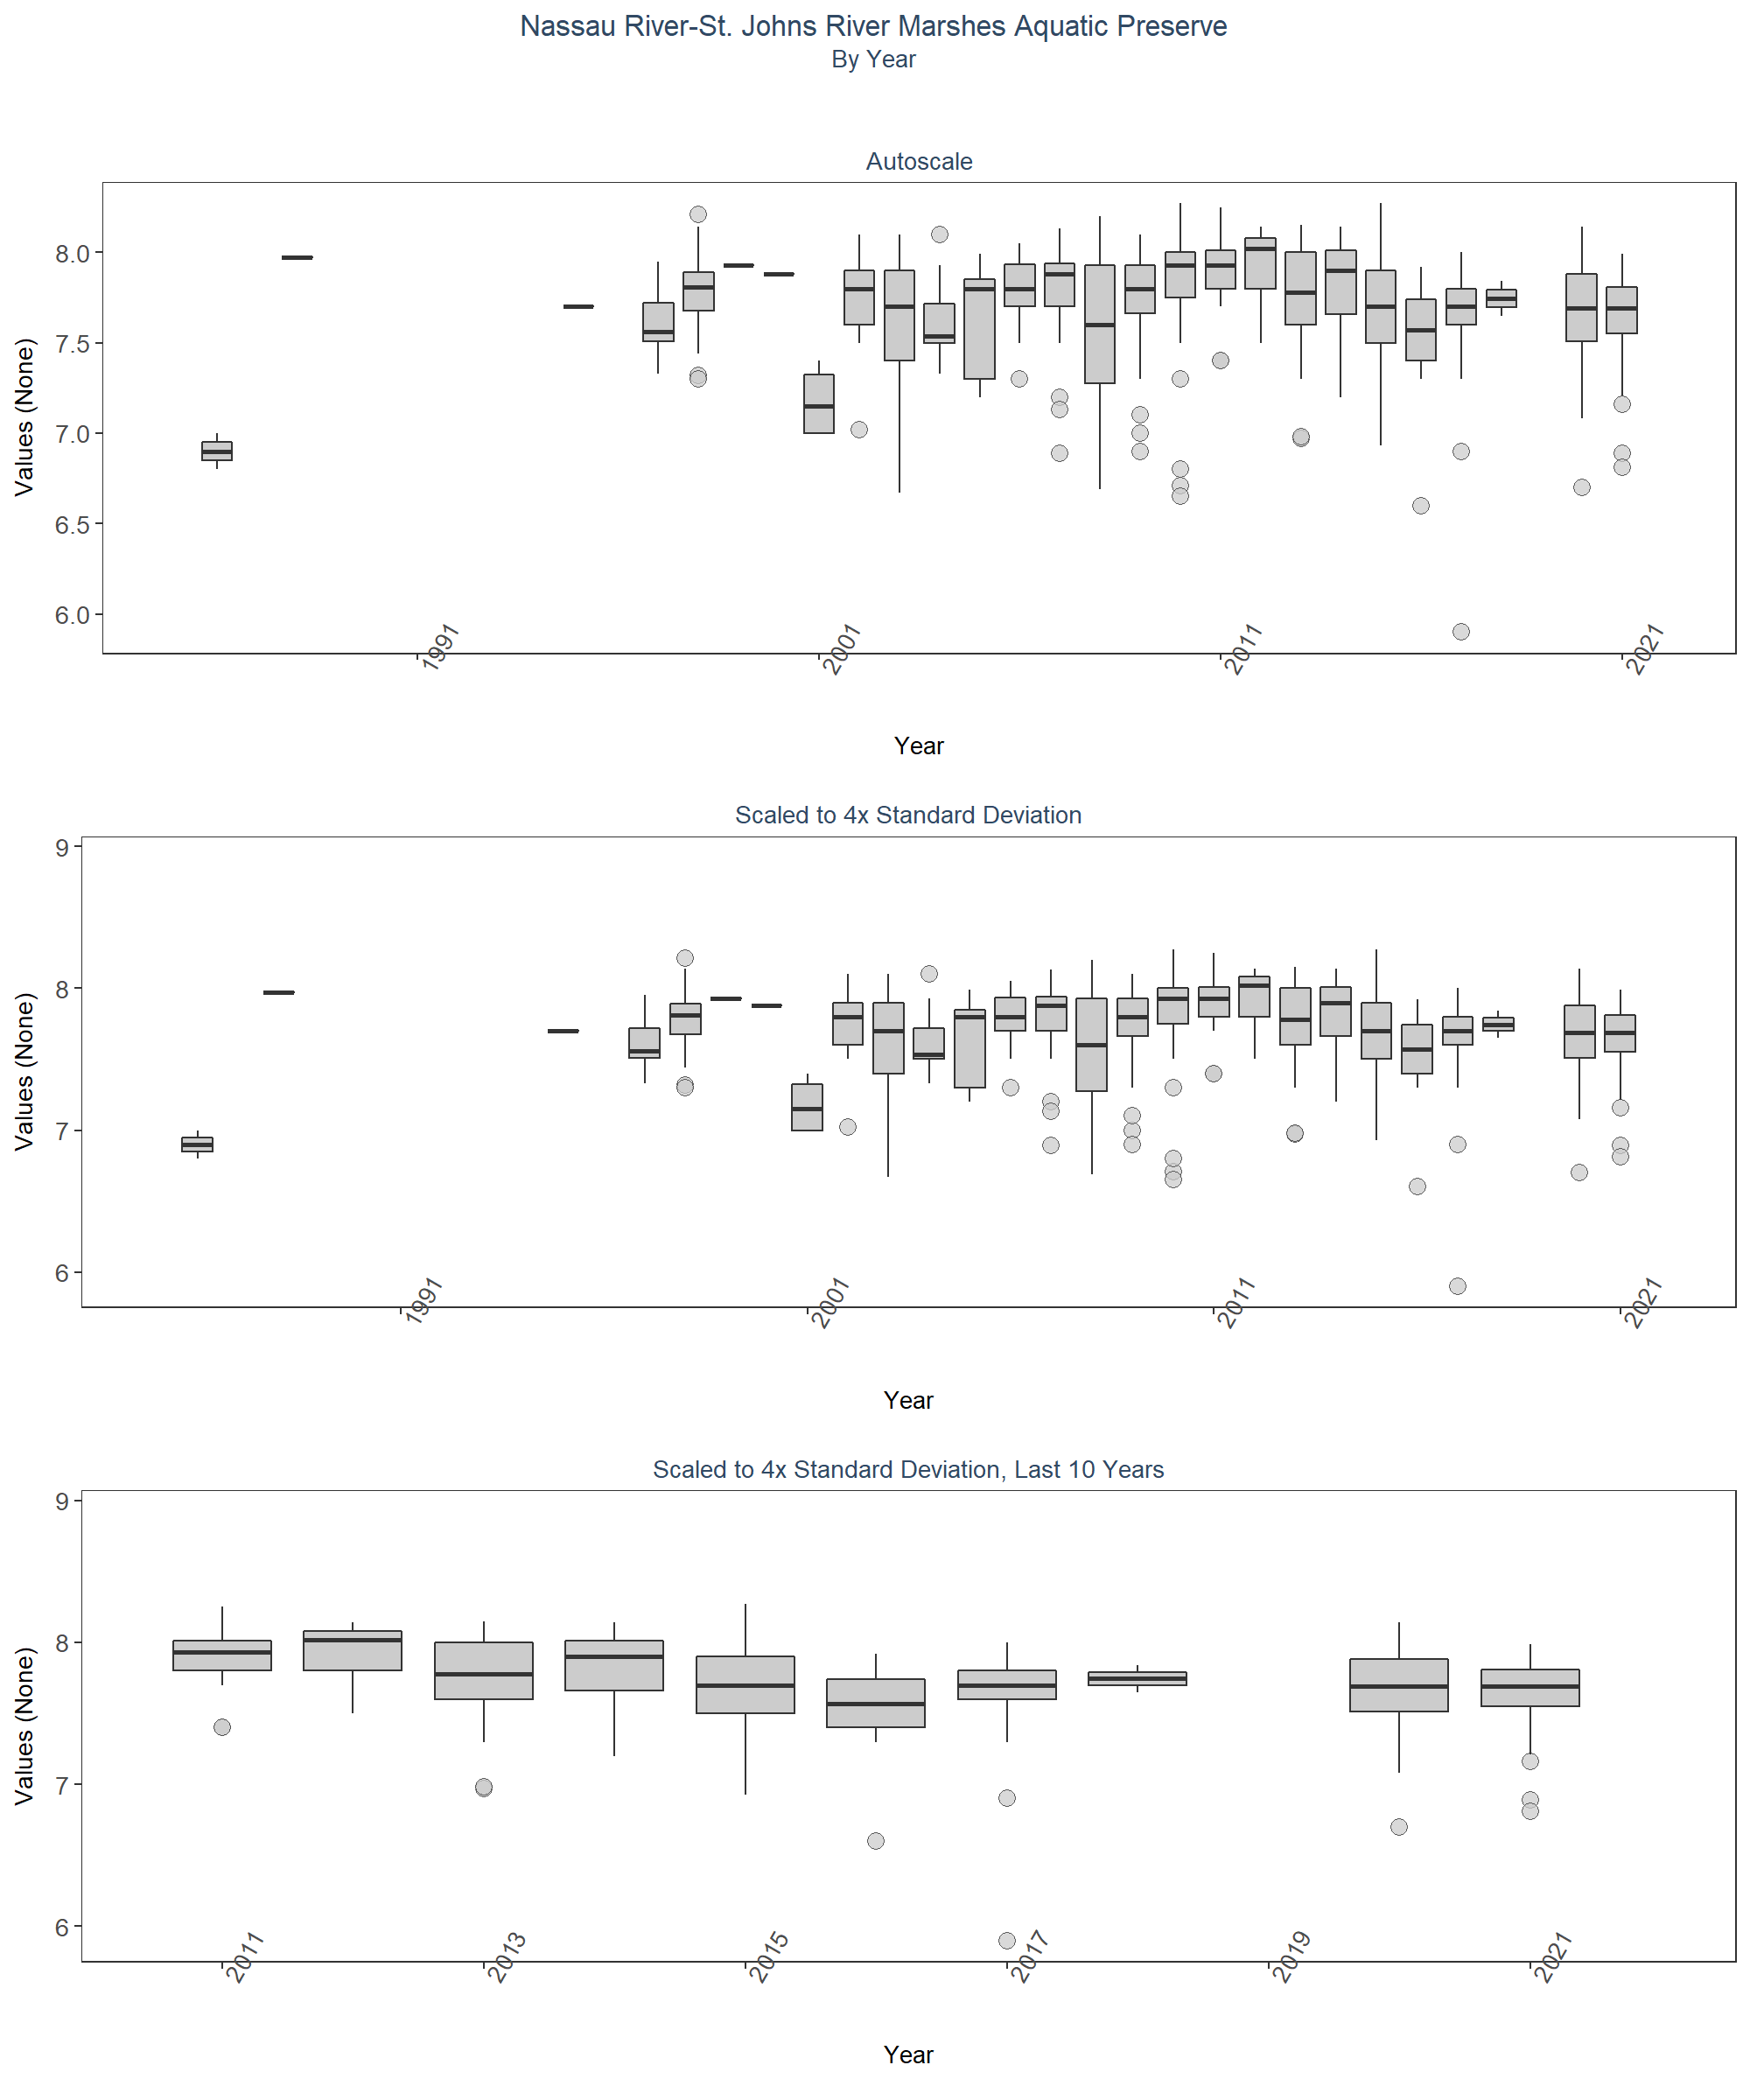 Nassau River-St. Johns River Marshes Aquatic Preserve
By Year
Autoscale
Values (None)
8.0
7.5
7.0
6.5
6.0
1991
2001
2011
2021
Year
Scaled to 4x Standard Deviation
Values (None)
9
8
7
6
1991
2001
2011
2021
Year
Scaled to 4x Standard Deviation, Last 10 Years
Values (None)
9
8
7
6
2011
2013
2015
2017
2019
2021
Year